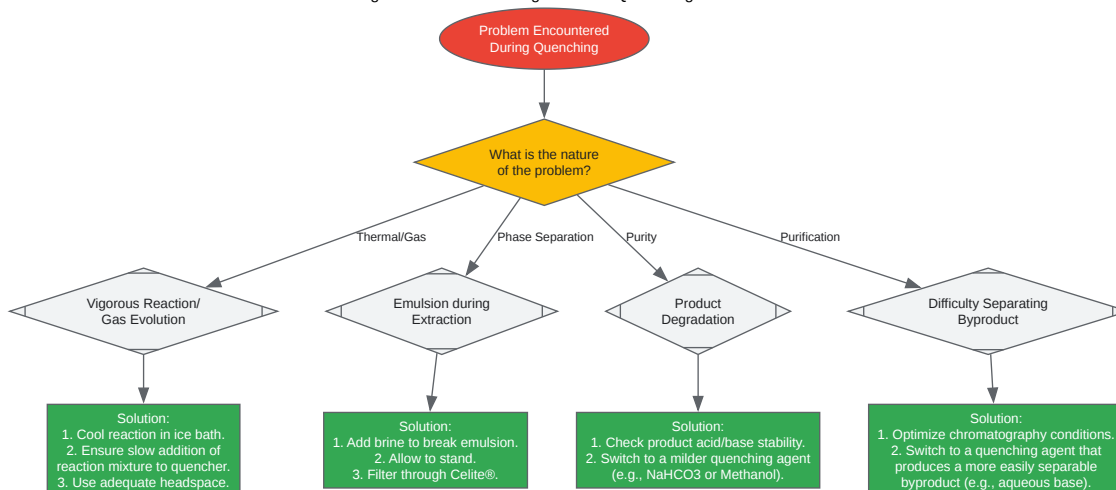 Problem Encountered
During Quenching
What is the nature
of the problem?
Thermal/Gas
Phase Separation
Purity
Purification
Vigorous Reaction/
Gas Evolution
Emulsion during
Extraction
Product
Degradation
Difficulty Separating
Byproduct
Solution:
1. Cool reaction in ice bath.
2. Ensure slow addition of
reaction mixture to quencher.
3. Use adequate headspace.
Solution:
1. Add brine to break emulsion.
2. Allow to stand.
3. Filter through Celite®.
Solution:
1. Check product acid/base stability.
2. Switch to a milder quenching agent
(e.g., NaHCO3 or Methanol).
Solution:
1. Optimize chromatography conditions.
2. Switch to a quenching agent that
produces a more easily separable
byproduct (e.g., aqueous base).